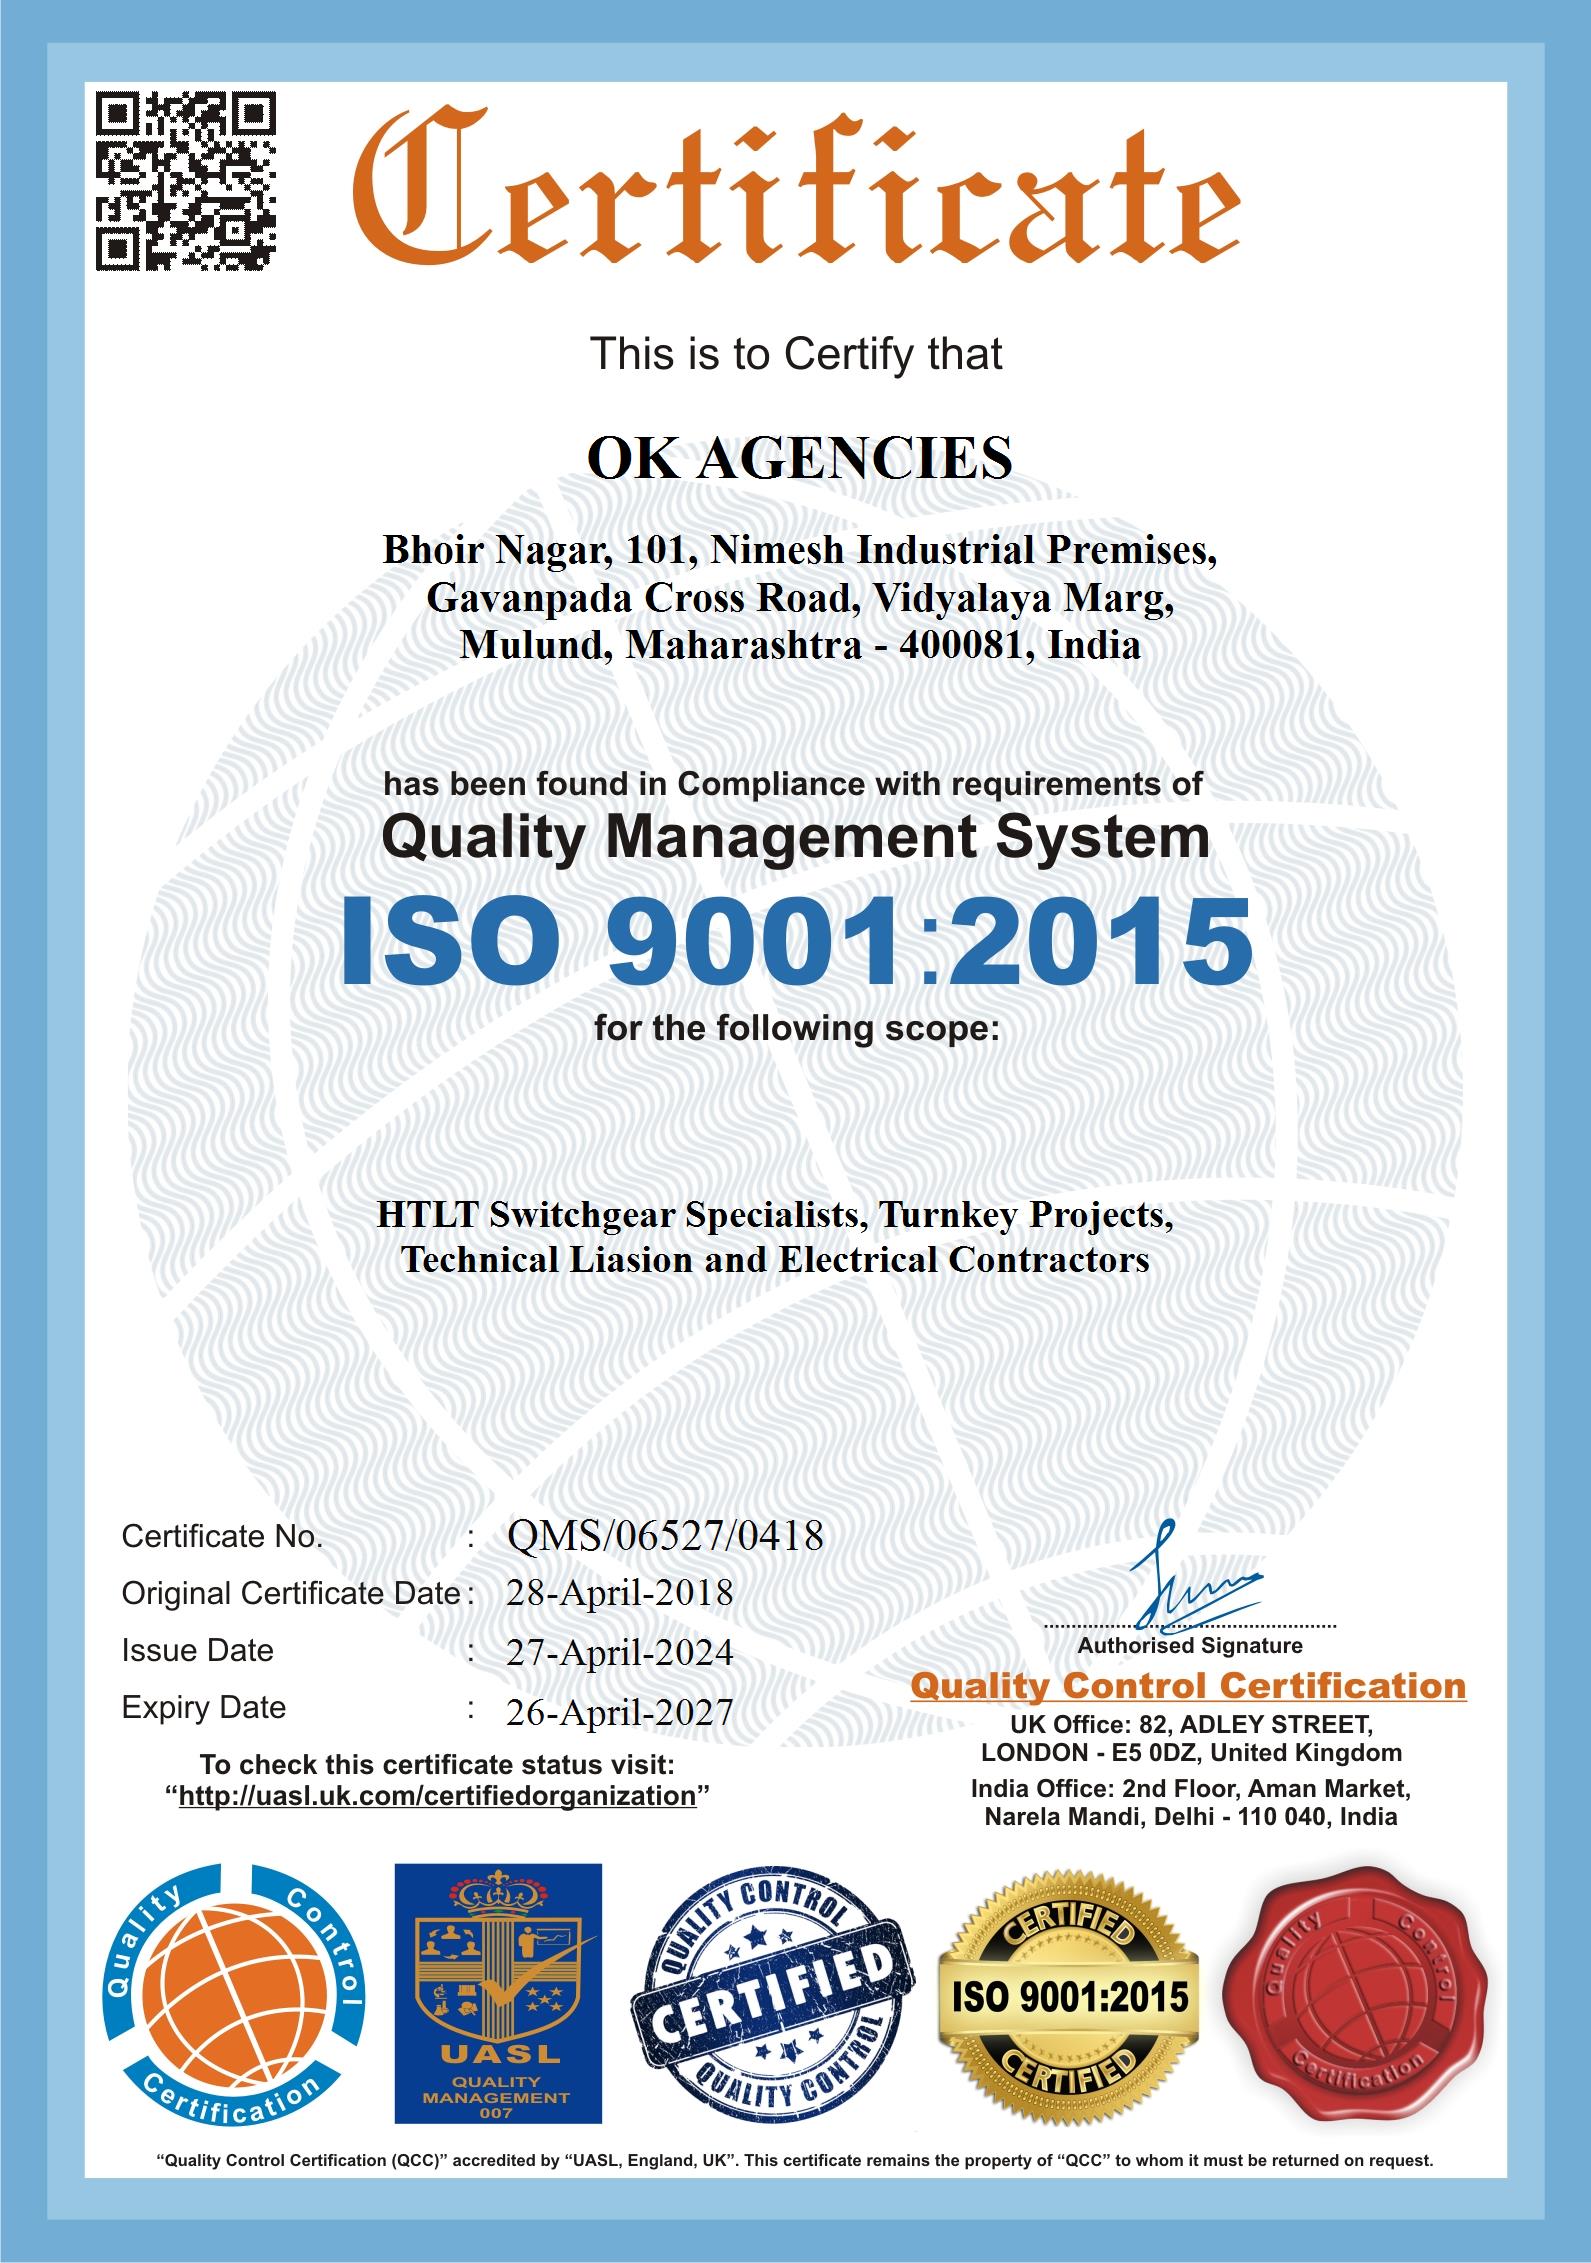 Certificate
This is to Certify that
OK AGENCIES
Bhoir Nagar, 101, Nimesh Industrial Premises,
Gavanpada Cross Road, Vidyalaya Marg,
Mulund, Maharashtra - 400081, India
has been found in Compliance with requirements of
Quality Management System
ISO 9001:2015
for the following scope:
HTLT Switchgear Specialists, Turnkey Projects,
Technical Liasion and Electrical Contractors
Certificate No. : QMS/06527/0418
Original Certificate Date : 28-April-2018
Issue Date : 27-April-2024
Expiry Date : 26-April-2027
To check this certificate status visit:
“http://uasl.uk.com/certifiedorganization”
Authorised Signature
Quality Control Certification
UK Office: 82, ADLEY STREET,
LONDON - E5 0DZ, United Kingdom
India Office: 2nd Floor, Aman Market,
Narela Mandi, Delhi - 110 040, India
Quality Control Certification
UASL
QUALITY
MANAGEMENT
007
QUALITY CONTROL
CERTIFIED
QUALITY CONTROL
CERTIFIED
ISO 9001:2015
CERTIFIED
Quality Control Certification
“Quality Control Certification (QCC)” accredited by “UASL, England, UK”. This certificate remains the property of “QCC” to whom it must be returned on request.